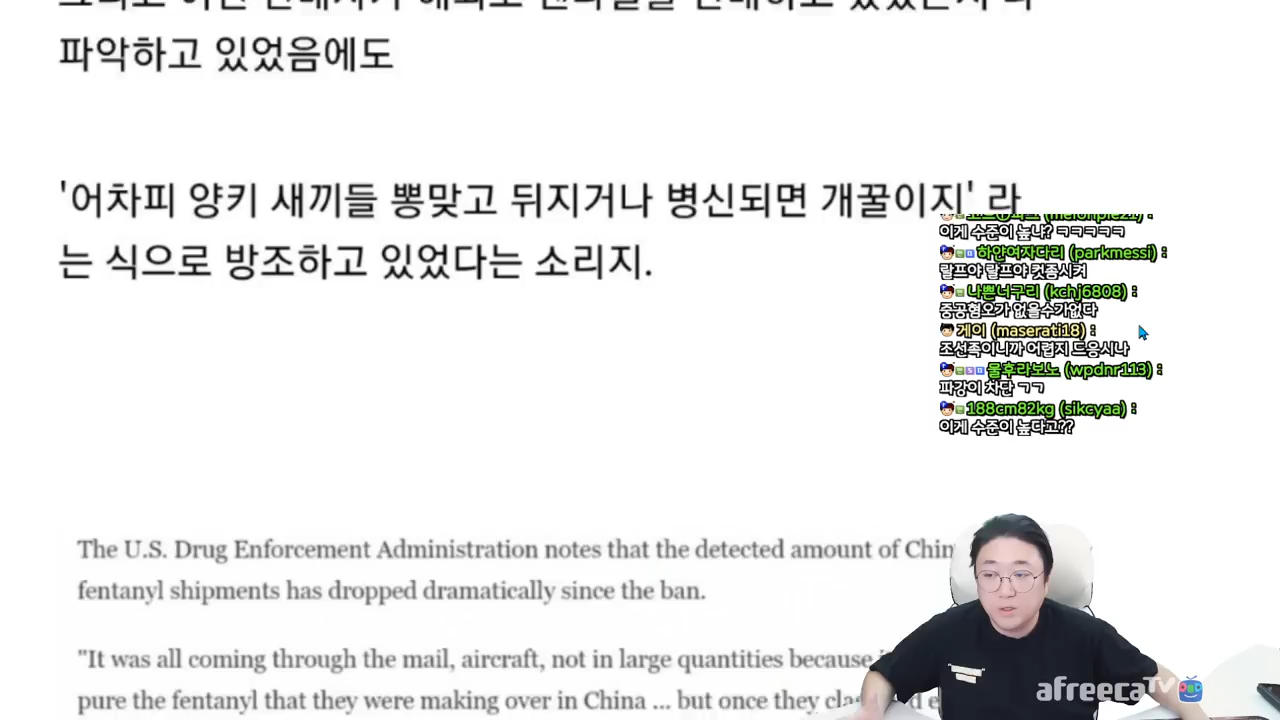 파악하고 있었음에도
'어차피 양키 새끼들 뽕맞고 뒤지거나 병신되면 개꿀이지' 라
는 식으로 방조하고 있었다는 소리지.
이게 수준이 높나? ㅋㅋㅋㅋㅋ
하얀여자다리 (parkmessi) :
랄프야 랄프야 컷종시켜
나쁜너구리 (kchj6808) :
중공혐오가 없을수가없다
게이 (maserati18) :
조선족이니까 어렵지 드응시나
물후라보노 (wpdnr113) :
파강이 차단 ㄱㄱ
188cm82kg (sikcyaa) :
이게 수준이 높다고??
The U.S. Drug Enforcement Administration notes that the detected amount of Chin
fentanyl shipments has dropped dramatically since the ban.
"It was all coming through the mail, aircraft, not in large quantities because
pure the fentanyl that they were making over in China ... but once they
afreecaTV